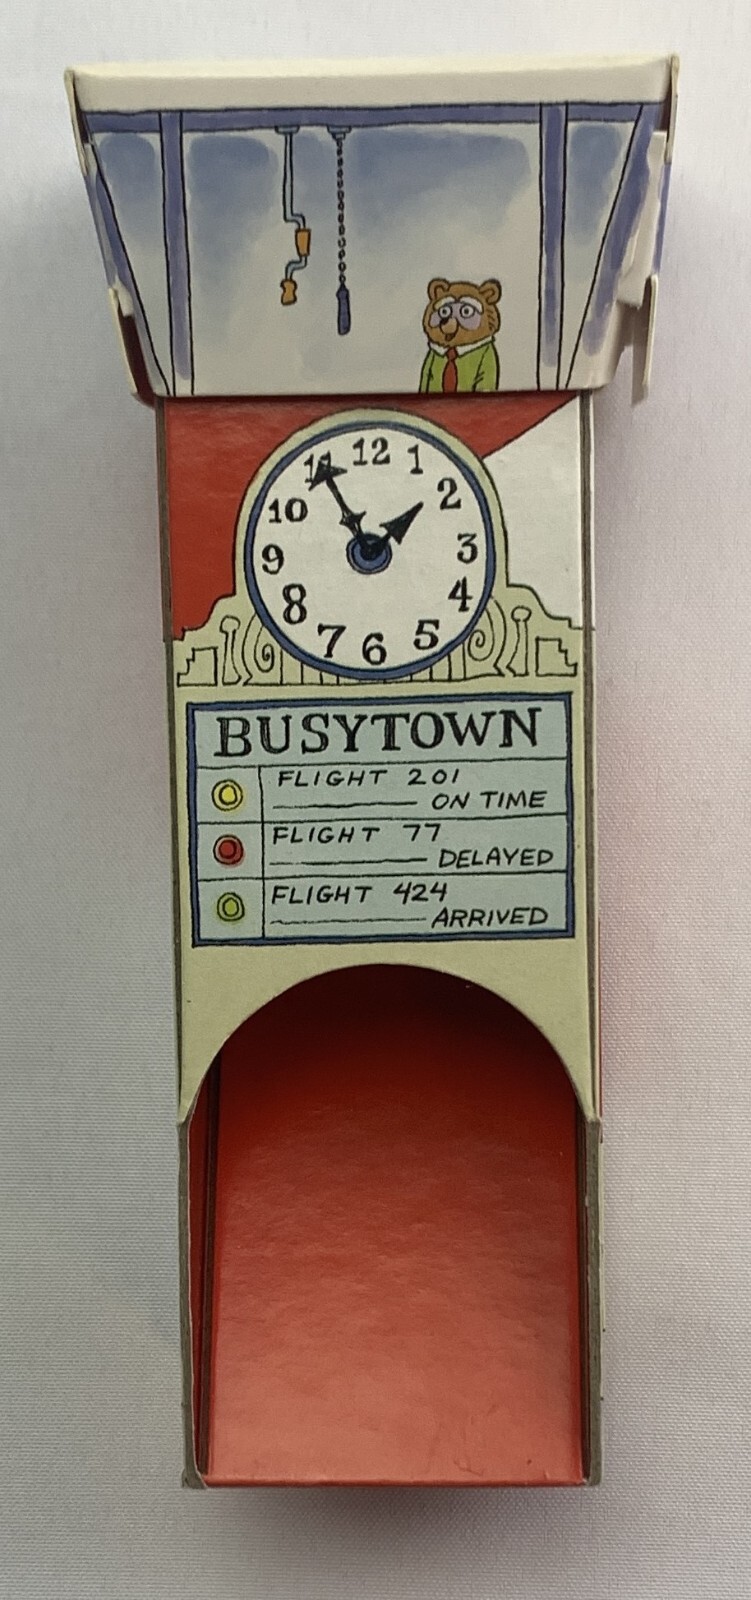 12
11 1
10 2
9 3
8 4
7 6 5
BUSYTOWN
FLIGHT 201
ON TIME
FLIGHT 77
DELAYED
FLIGHT 424
ARRIVED